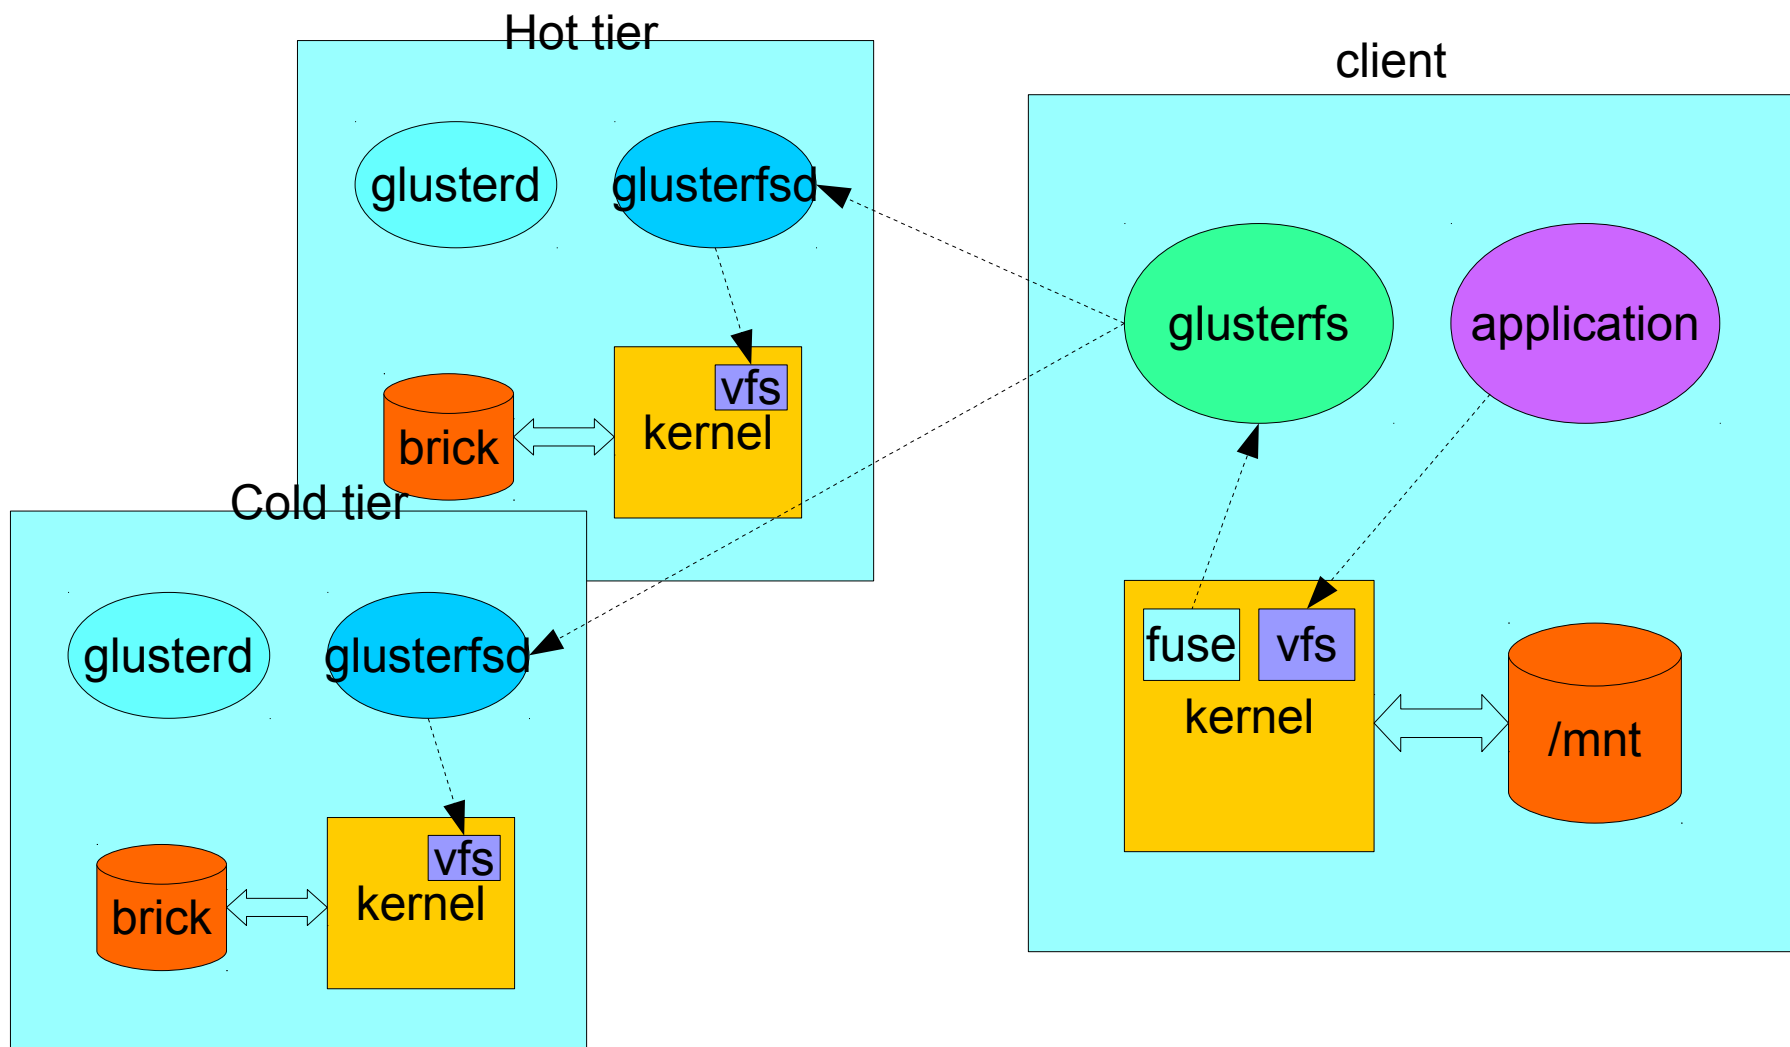 Hot tier
glusterd
glusterfsd
vfs
kernel
brick
Cold tier
glusterd
glusterfsd
vfs
kernel
brick
client
glusterfs
application
fuse
vfs
kernel
/mnt